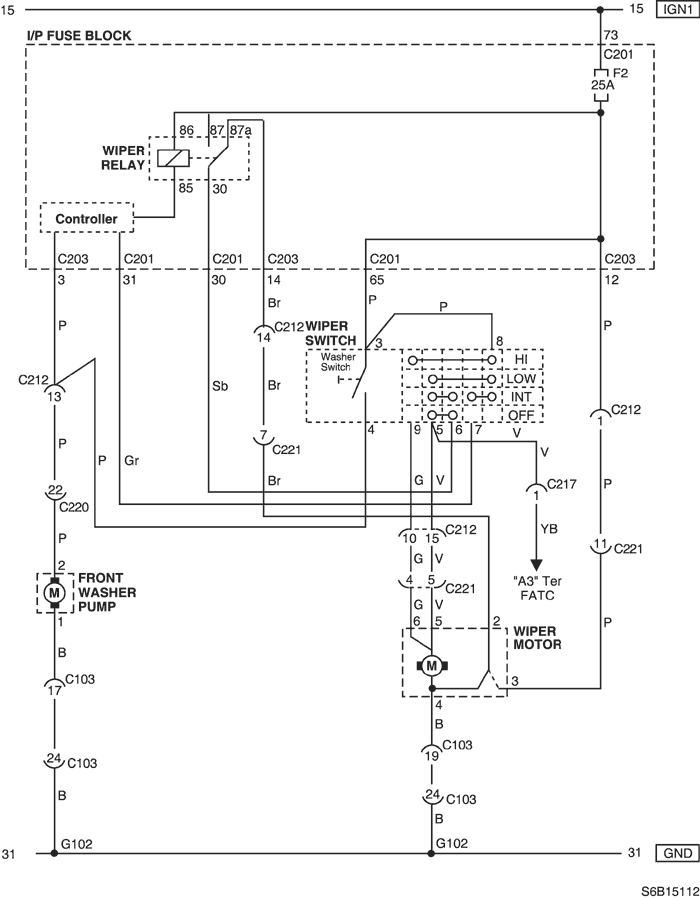 15 15 IGN1
73
I/P FUSE BLOCK
C201
F2
25A
86 87 87a
WIPER
RELAY
85 30
Controller
C203 C201 C201 C203 C201 C203
3 31 30 14 65 12
Br P
P P P
C212 WIPER
14 SWITCH 3 8
Washer
Switch
HI
LOW
INT
OFF
C212
13
Sb Br
C212
1
4 9 5 6 7
V
7
C221
P P Gr
Br G V V
C217
1
P
22
C220
C212
10 15
YB
P
G V
11
C221
2
4 5 C221
"A3" Ter
FATC
FRONT
WASHER
PUMP
M
G V
P
1
6 5 2
WIPER
MOTOR
B
M
3
C103
17
4
B
C103
19
24
C103
24
C103
B
B
G102 G102
31 31 GND
S6B15112